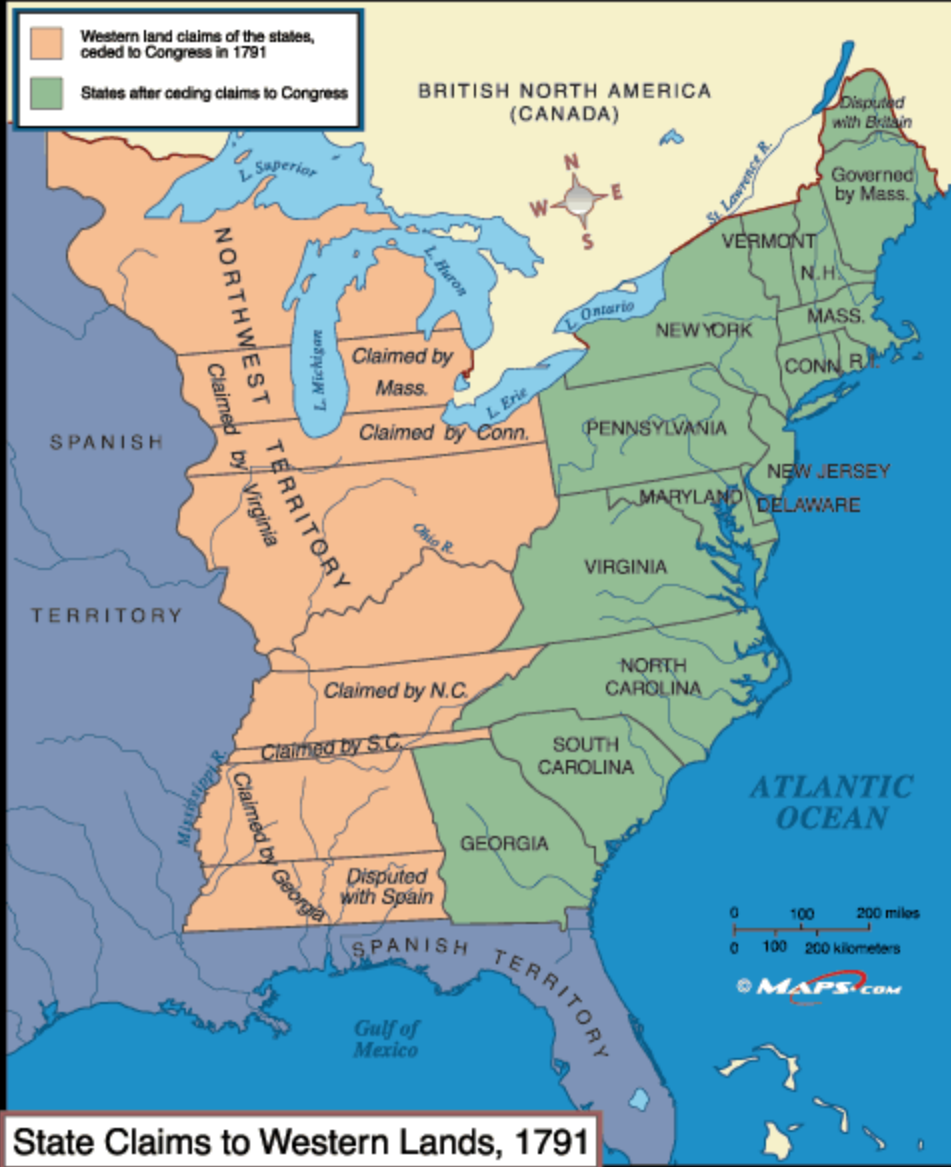 Western land claims of the states,
ceded to Congress in 1791
States after ceding claims to Congress
BRITISH NORTH AMERICA
(CANADA)
Disputed
with Britain
Governed
by Mass.
N
W
E
S
L. Superior
St. Lawrence R.
VERMONT
N.H.
L. Huron
L. Ontario
MASS.
NEW YORK
CONN.
R.I.
NORTHWEST TERRITORY
L. Michigan
Claimed by
Mass.
L. Erie
Claimed by Conn.
Claimed by Virginia
PENNSYLVANIA
SPANISH
TERRITORY
NEW JERSEY
MARYLAND
DELAWARE
Ohio R.
VIRGINIA
NORTH
CAROLINA
Claimed by N.C.
Claimed by S.C.
SOUTH
CAROLINA
Mississippi R.
Claimed by Georgia
GEORGIA
ATLANTIC
OCEAN
Disputed
with Spain
SPANISH TERRITORY
0 100 200 miles
0 100 200 kilometers
© MAPS.COM
Gulf of
Mexico
State Claims to Western Lands, 1791